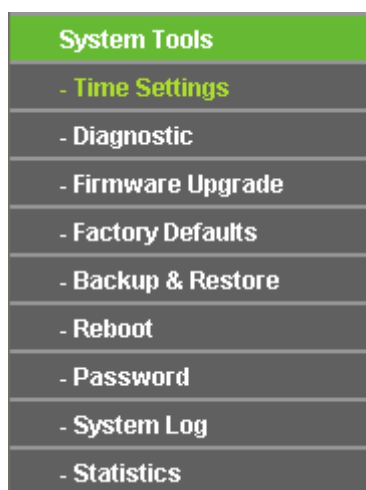 System Tools
- Time Settings
- Diagnostic
- Firmware Upgrade
- Factory Defaults
- Backup & Restore
- Reboot
- Password
- System Log
- Statistics